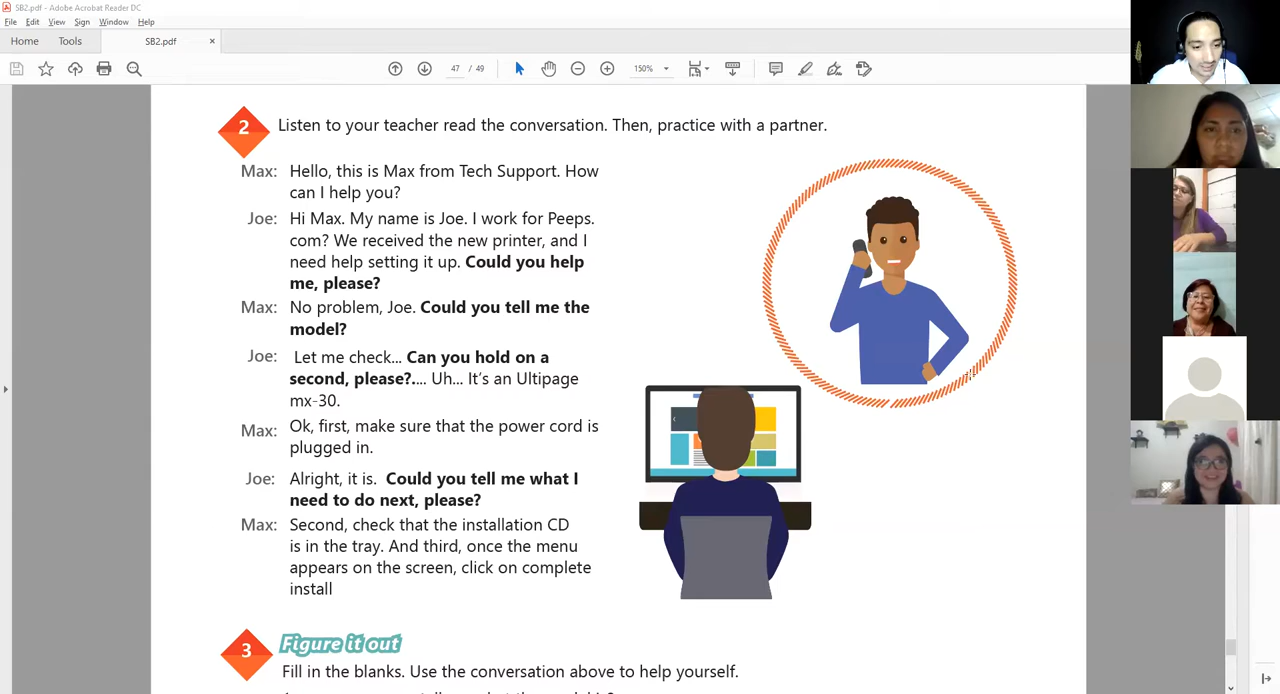 SB2.pdf - Adobe Acrobat Reader DC
File Edit View Sign Window Help
Home Tools SB2.pdf ×
47 / 49 150%
2 Listen to your teacher read the conversation. Then, practice with a partner.
Max: Hello, this is Max from Tech Support. How
can I help you?
Joe: Hi Max. My name is Joe. I work for Peeps.
com? We received the new printer, and I
need help setting it up. Could you help
me, please?
Max: No problem, Joe. Could you tell me the
model?
Joe: Let me check... Can you hold on a
second, please?.... Uh... It's an Ultipage
mx-30.
Max: Ok, first, make sure that the power cord is
plugged in.
Joe: Alright, it is. Could you tell me what I
need to do next, please?
Max: Second, check that the installation CD
is in the tray. And third, once the menu
appears on the screen, click on complete
install
3 Figure it out
Fill in the blanks. Use the conversation above to help yourself.